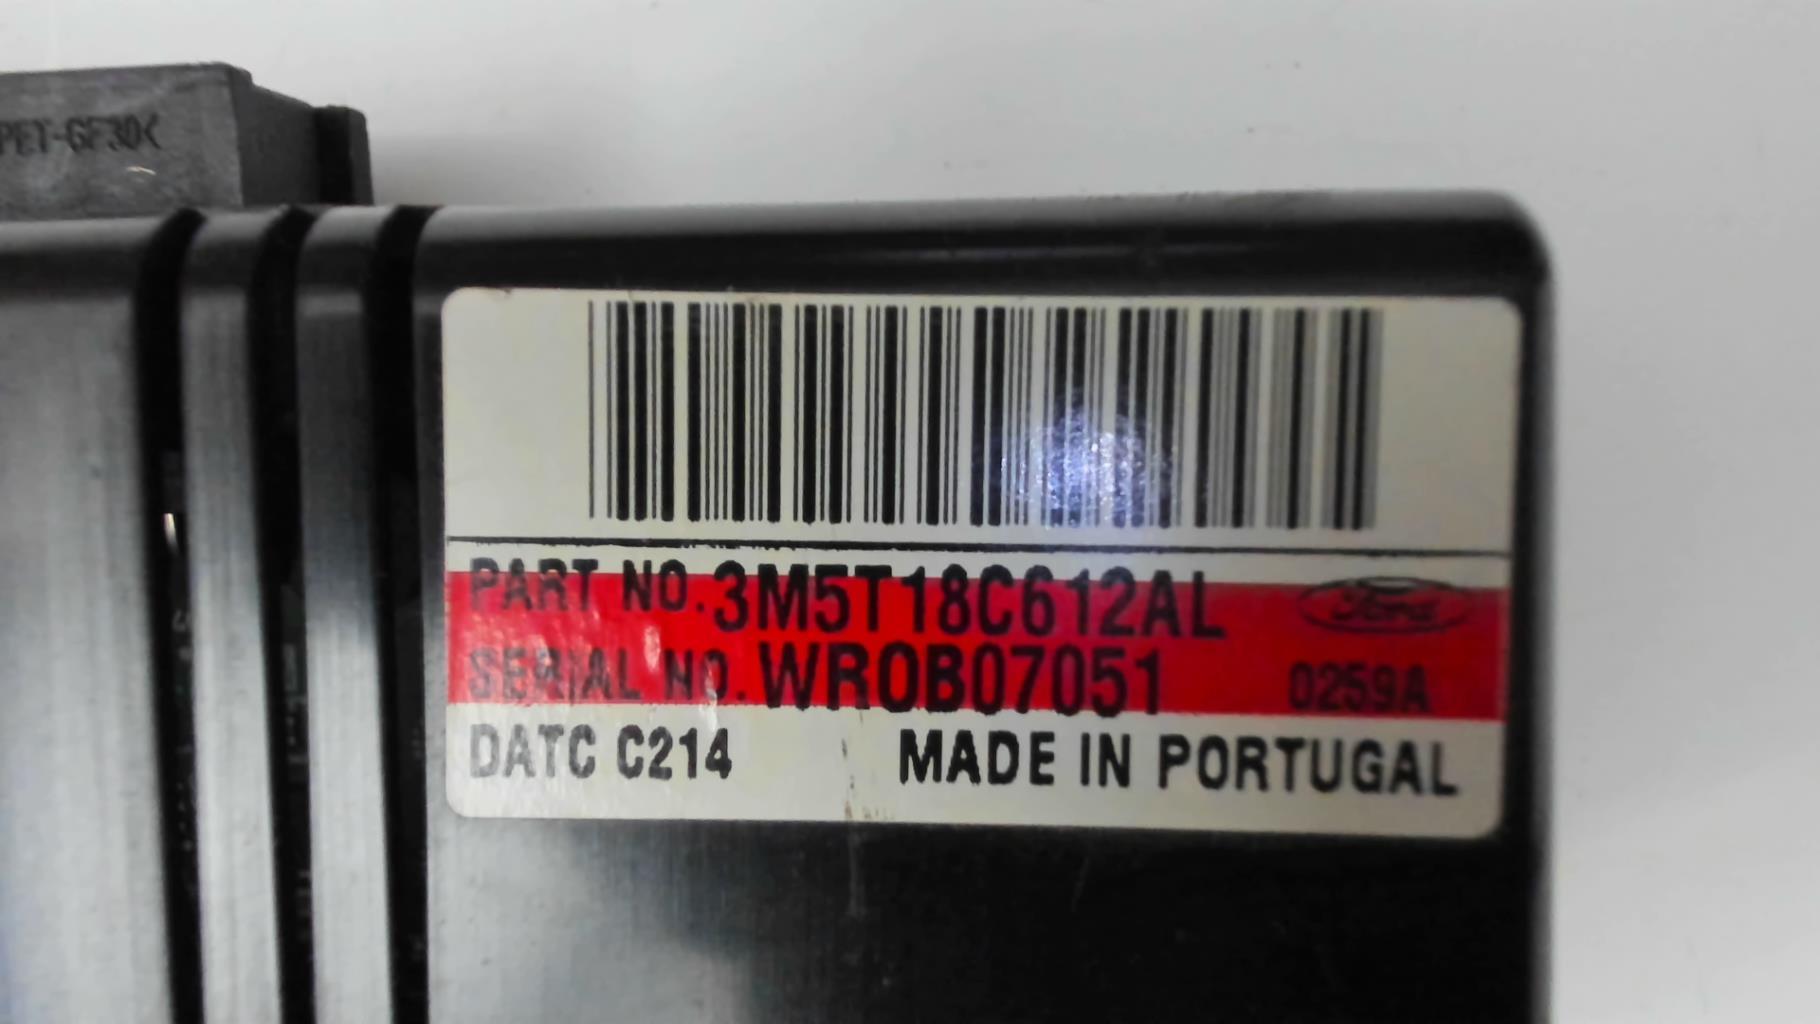 PET-GF30<
PART NO. 3M5T18C612AL Ford
SERIAL NO. WR0B07051 0259A
DATC C214 MADE IN PORTUGAL